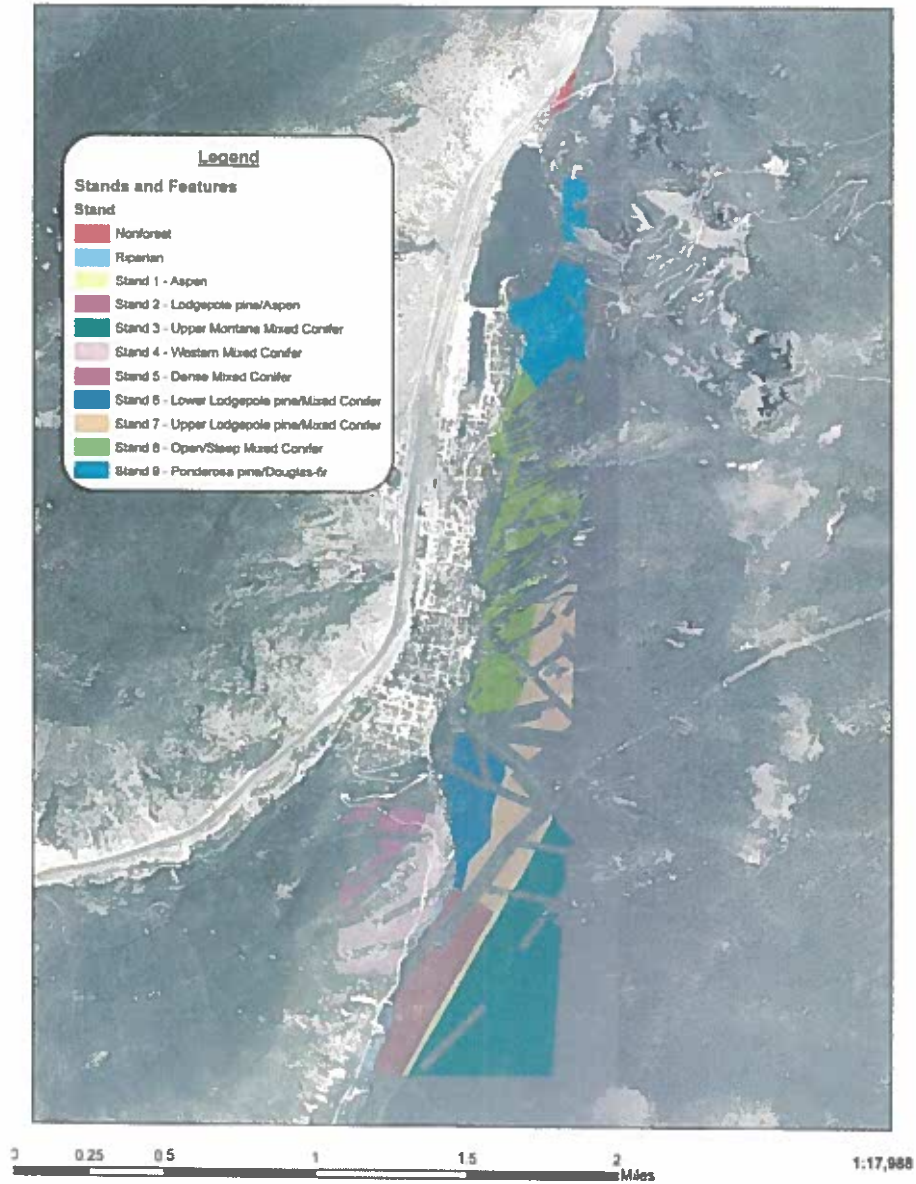 Legend
Stands and Features
Stand
Nonforest
Riparian
Stand 1 - Aspen
Stand 2 - Lodgepole pine/Aspen
Stand 3 - Upper Montane Mixed Conifer
Stand 4 - Western Mixed Conifer
Stand 5 - Dense Mixed Conifer
Stand 6 - Lower Lodgepole pine/Mixed Conifer
Stand 7 - Upper Lodgepole pine/Mixed Conifer
Stand 8 - Open/Steep Mixed Conifer
Stand 9 - Ponderosa pine/Douglas-fir
0 0.25 0.5 1 1.5 2
Miles
1:17,988